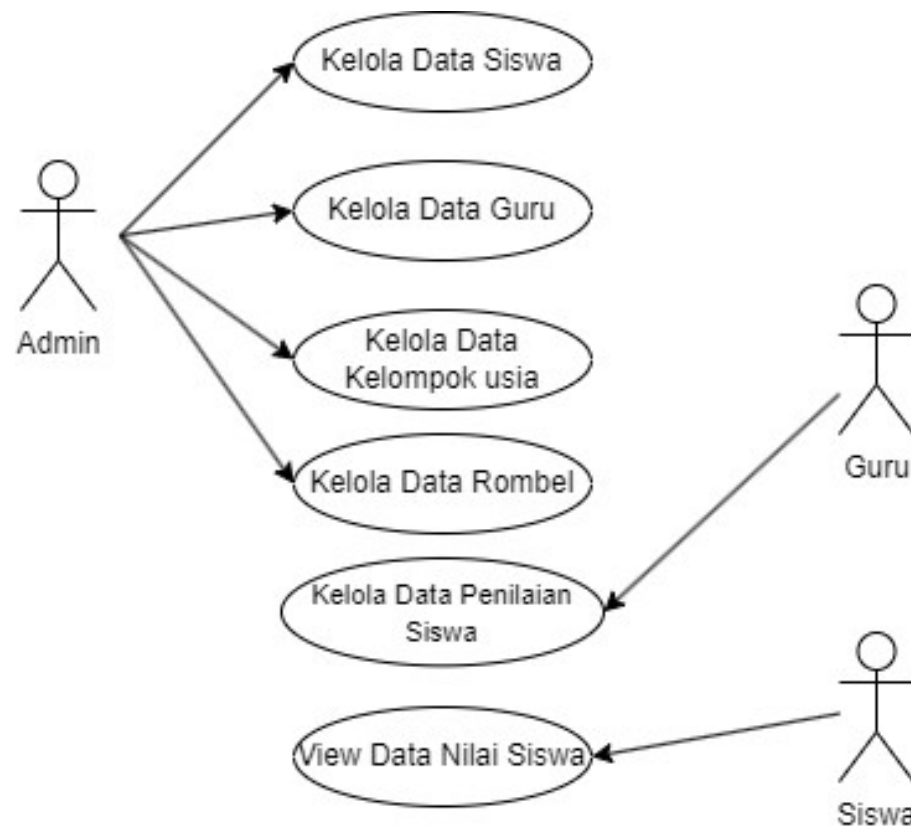 Kelola Data Siswa
Kelola Data Guru
Admin
Kelola Data
Kelompok usia
Guru
Kelola Data Rombel
Kelola Data Penilaian
Siswa
View Data Nilai Siswa
Siswa